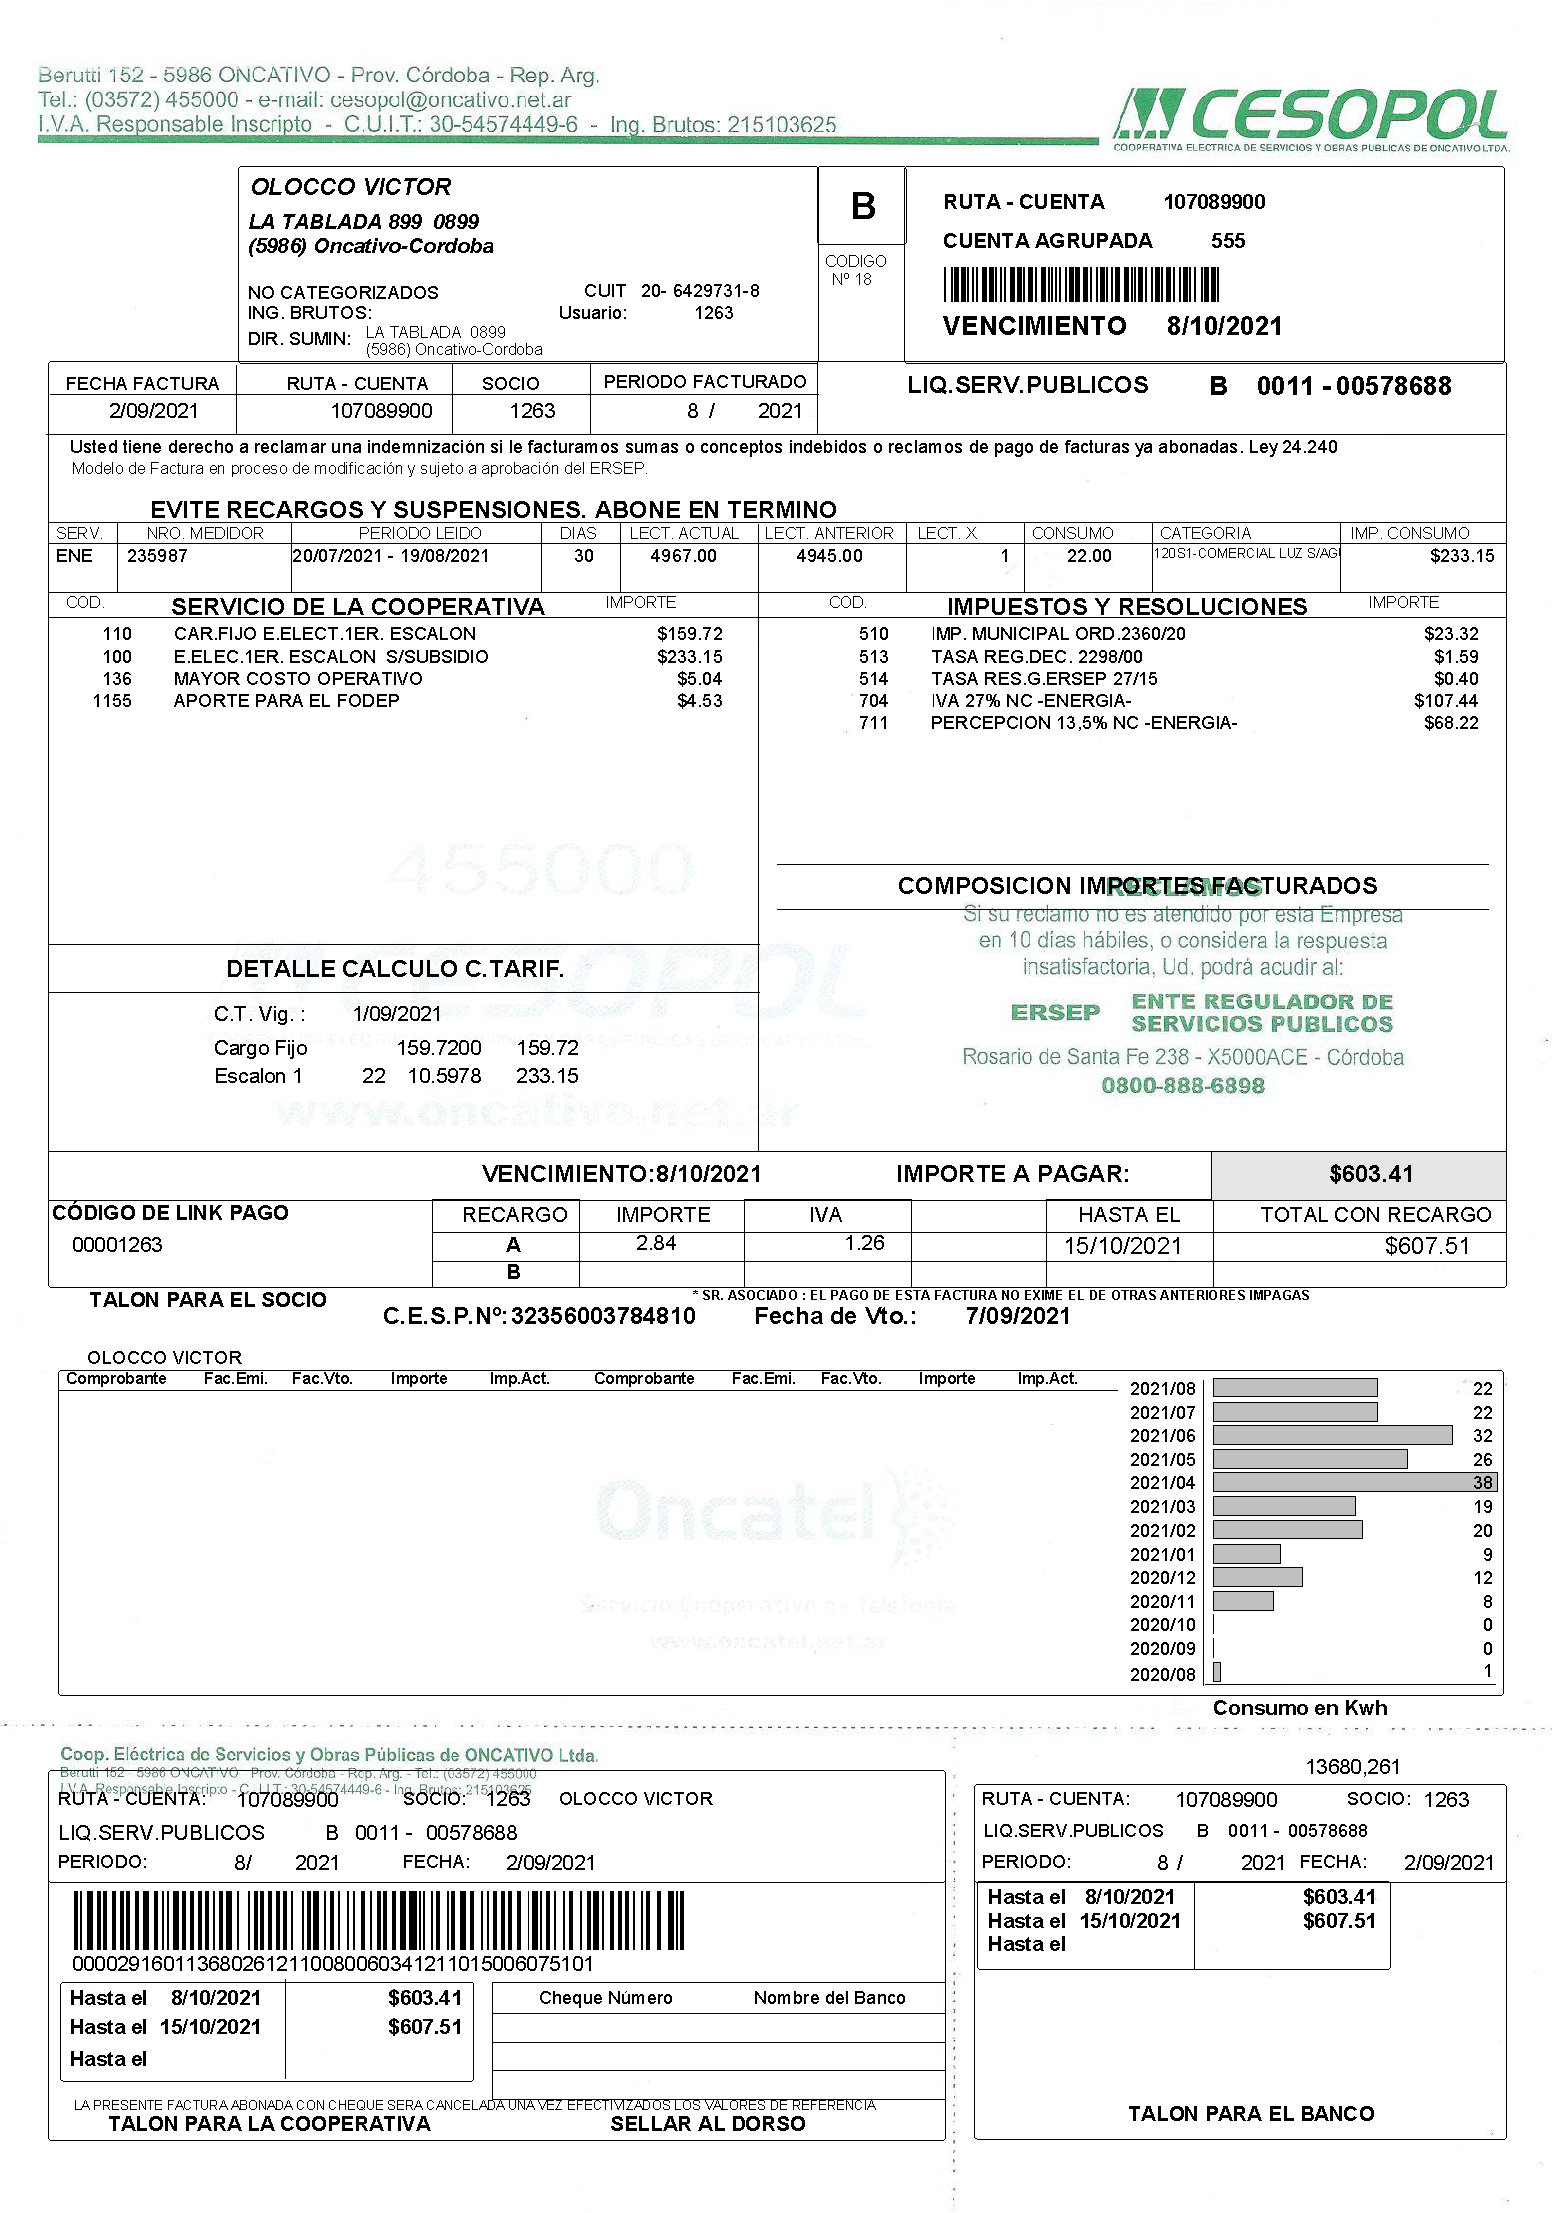 Berutti 152 - 5986 ONCATIVO - Prov. Córdoba - Rep. Arg.
Tel.: (03572) 455000 - e-mail: cesopol@oncativo.net.ar
I.V.A. Responsable Inscripto - C.U.I.T.: 30-54574449-6 - Ing. Brutos: 215103625
CESOPOL
COOPERATIVA ELECTRICA DE SERVICIOS Y OBRAS PUBLICAS DE ONCATIVO LTDA.
OLOCCO VICTOR
LA TABLADA 899 0899
(5986) Oncativo-Cordoba
NO CATEGORIZADOS CUIT 20- 6429731-8
ING. BRUTOS: Usuario: 1263
DIR. SUMIN: LA TABLADA 0899
(5986) Oncativo-Cordoba
B
CODIGO
Nº 18
RUTA - CUENTA 107089900
CUENTA AGRUPADA 555
VENCIMIENTO 8/10/2021
FECHA FACTURA RUTA - CUENTA SOCIO PERIODO FACTURADO
2/09/2021 107089900 1263 8 / 2021
LIQ.SERV.PUBLICOS B 0011 - 00578688
Usted tiene derecho a reclamar una indemnización si le facturamos sumas o conceptos indebidos o reclamos de pago de facturas ya abonadas. Ley 24.240
Modelo de Factura en proceso de modificación y sujeto a aprobación del ERSEP.
EVITE RECARGOS Y SUSPENSIONES. ABONE EN TERMINO
SERV. NRO. MEDIDOR PERIODO LEIDO DIAS LECT. ACTUAL LECT. ANTERIOR LECT. X CONSUMO CATEGORIA IMP. CONSUMO
ENE 235987 20/07/2021 - 19/08/2021 30 4967.00 4945.00 1 22.00 120S1-COMERCIAL LUZ S/AGU $233.15
COD. SERVICIO DE LA COOPERATIVA IMPORTE
110 CAR.FIJO E.ELECT.1ER. ESCALON $159.72
100 E.ELEC.1ER. ESCALON S/SUBSIDIO $233.15
136 MAYOR COSTO OPERATIVO $5.04
1155 APORTE PARA EL FODEP $4.53
COD. IMPUESTOS Y RESOLUCIONES IMPORTE
510 IMP. MUNICIPAL ORD.2360/20 $23.32
513 TASA REG.DEC. 2298/00 $1.59
514 TASA RES.G.ERSEP 27/15 $0.40
704 IVA 27% NC -ENERGIA- $107.44
711 PERCEPCION 13,5% NC -ENERGIA- $68.22
455000
CESOPOL
www.oncativo.net.ar
COMPOSICION IMPORTES FACTURADOS
RECLAMOS
Si su reclamo no es atendido por esta Empresa
en 10 días hábiles, o considera la respuesta
insatisfactoria, Ud. podrá acudir al:
ERSEP ENTE REGULADOR DE
SERVICIOS PUBLICOS
Rosario de Santa Fe 238 - X5000ACE - Córdoba
0800-888-6898
DETALLE CALCULO C.TARIF.
C.T. Vig. : 1/09/2021
Cargo Fijo 159.7200 159.72
Escalon 1 22 10.5978 233.15
VENCIMIENTO:8/10/2021 IMPORTE A PAGAR: $603.41
CÓDIGO DE LINK PAGO
00001263
RECARGO IMPORTE IVA HASTA EL TOTAL CON RECARGO
A 2.84 1.26 15/10/2021 $607.51
B
TALON PARA EL SOCIO
* SR. ASOCIADO : EL PAGO DE ESTA FACTURA NO EXIME EL DE OTRAS ANTERIORES IMPAGAS
C.E.S.P.Nº: 32356003784810 Fecha de Vto.: 7/09/2021
OLOCCO VICTOR
Comprobante Fac.Emi. Fac.Vto. Importe Imp.Act. Comprobante Fac.Emi. Fac.Vto. Importe Imp.Act.
2021/08 22
2021/07 22
2021/06 32
2021/05 26
2021/04 38
2021/03 19
2021/02 20
2021/01 9
2020/12 12
2020/11 8
2020/10 0
2020/09 0
2020/08 1
Consumo en Kwh
Oncatel
Servicio Cooperativo de Telefonía
www.oncatel.net.ar
Coop. Eléctrica de Servicios y Obras Públicas de ONCATIVO Ltda.
Berutti 152 - 5986 ONCATIVO - Prov. Córdoba - Rep. Arg. - Tel.: (03572) 455000
I.V.A. Responsable Inscripto - C.U.I.T.: 30-54574449-6 - Ing. Brutos: 215103625
RUTA - CUENTA: 107089900 SOCIO: 1263 OLOCCO VICTOR
LIQ.SERV.PUBLICOS B 0011 - 00578688
PERIODO: 8/ 2021 FECHA: 2/09/2021
00002916011368026121100800603412110150060​75101
Hasta el 8/10/2021 $603.41
Hasta el 15/10/2021 $607.51
Hasta el
Cheque Número Nombre del Banco
LA PRESENTE FACTURA ABONADA CON CHEQUE SERA CANCELADA UNA VEZ EFECTIVIZADOS LOS VALORES DE REFERENCIA
TALON PARA LA COOPERATIVA SELLAR AL DORSO
13680,261
RUTA - CUENTA: 107089900 SOCIO: 1263
LIQ.SERV.PUBLICOS B 0011 - 00578688
PERIODO: 8 / 2021 FECHA: 2/09/2021
Hasta el 8/10/2021 $603.41
Hasta el 15/10/2021 $607.51
Hasta el
TALON PARA EL BANCO